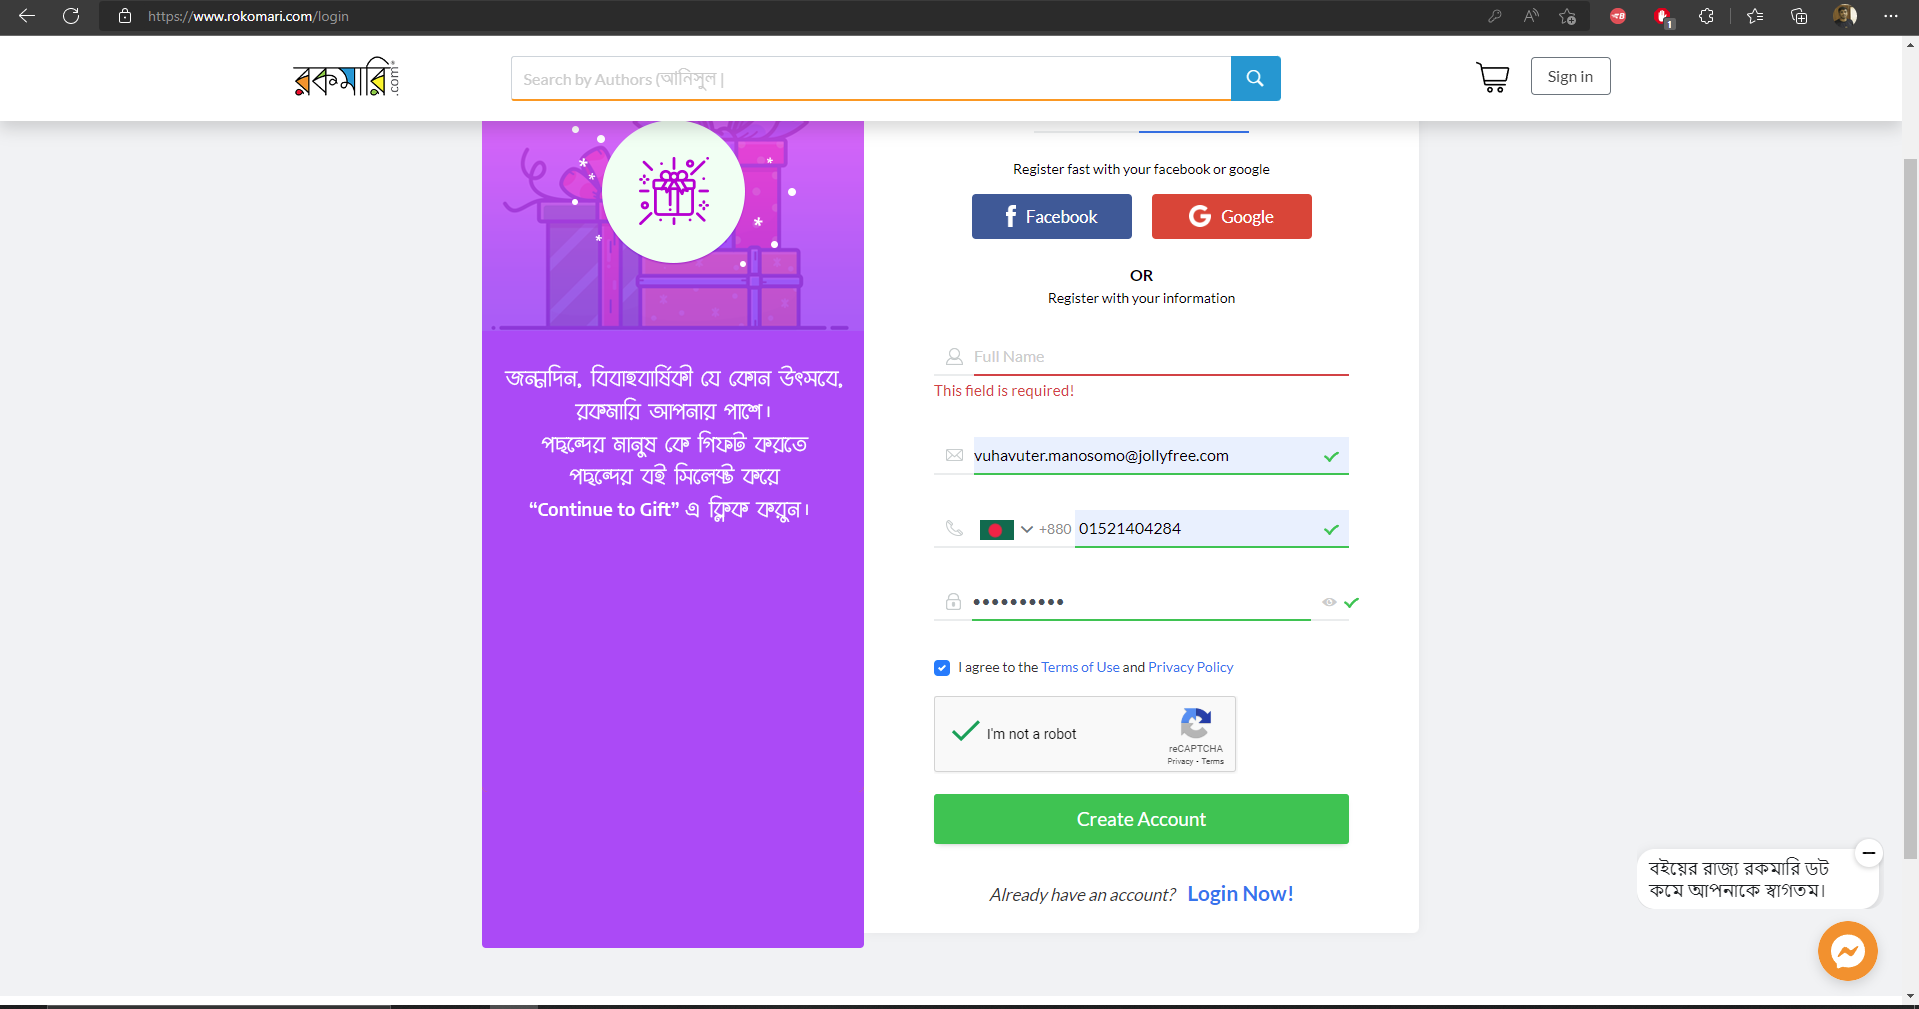 https://www.rokomari.com/login
1
রকমারি.com
Search by Authors (আনিসুল |
Sign in
Register fast with your facebook or google
Facebook
Google
OR
Register with your information
জন্মদিন, বিবাহবার্ষিকী যে কোন উৎসবে,
রকমারি আপনার পাশে।
পছন্দের মানুষ কে গিফট করতে
পছন্দের বই সিলেক্ট করে
“Continue to Gift” এ ক্লিক করুন।
Full Name
This field is required!
vuhavuter.manosomo@jollyfree.com
+880 01521404284
I agree to the Terms of Use and Privacy Policy
I'm not a robot
reCAPTCHA
Privacy - Terms
Create Account
Already have an account? Login Now!
বইয়ের রাজ্য রকমারি ডট
কমে আপনাকে স্বাগতম।